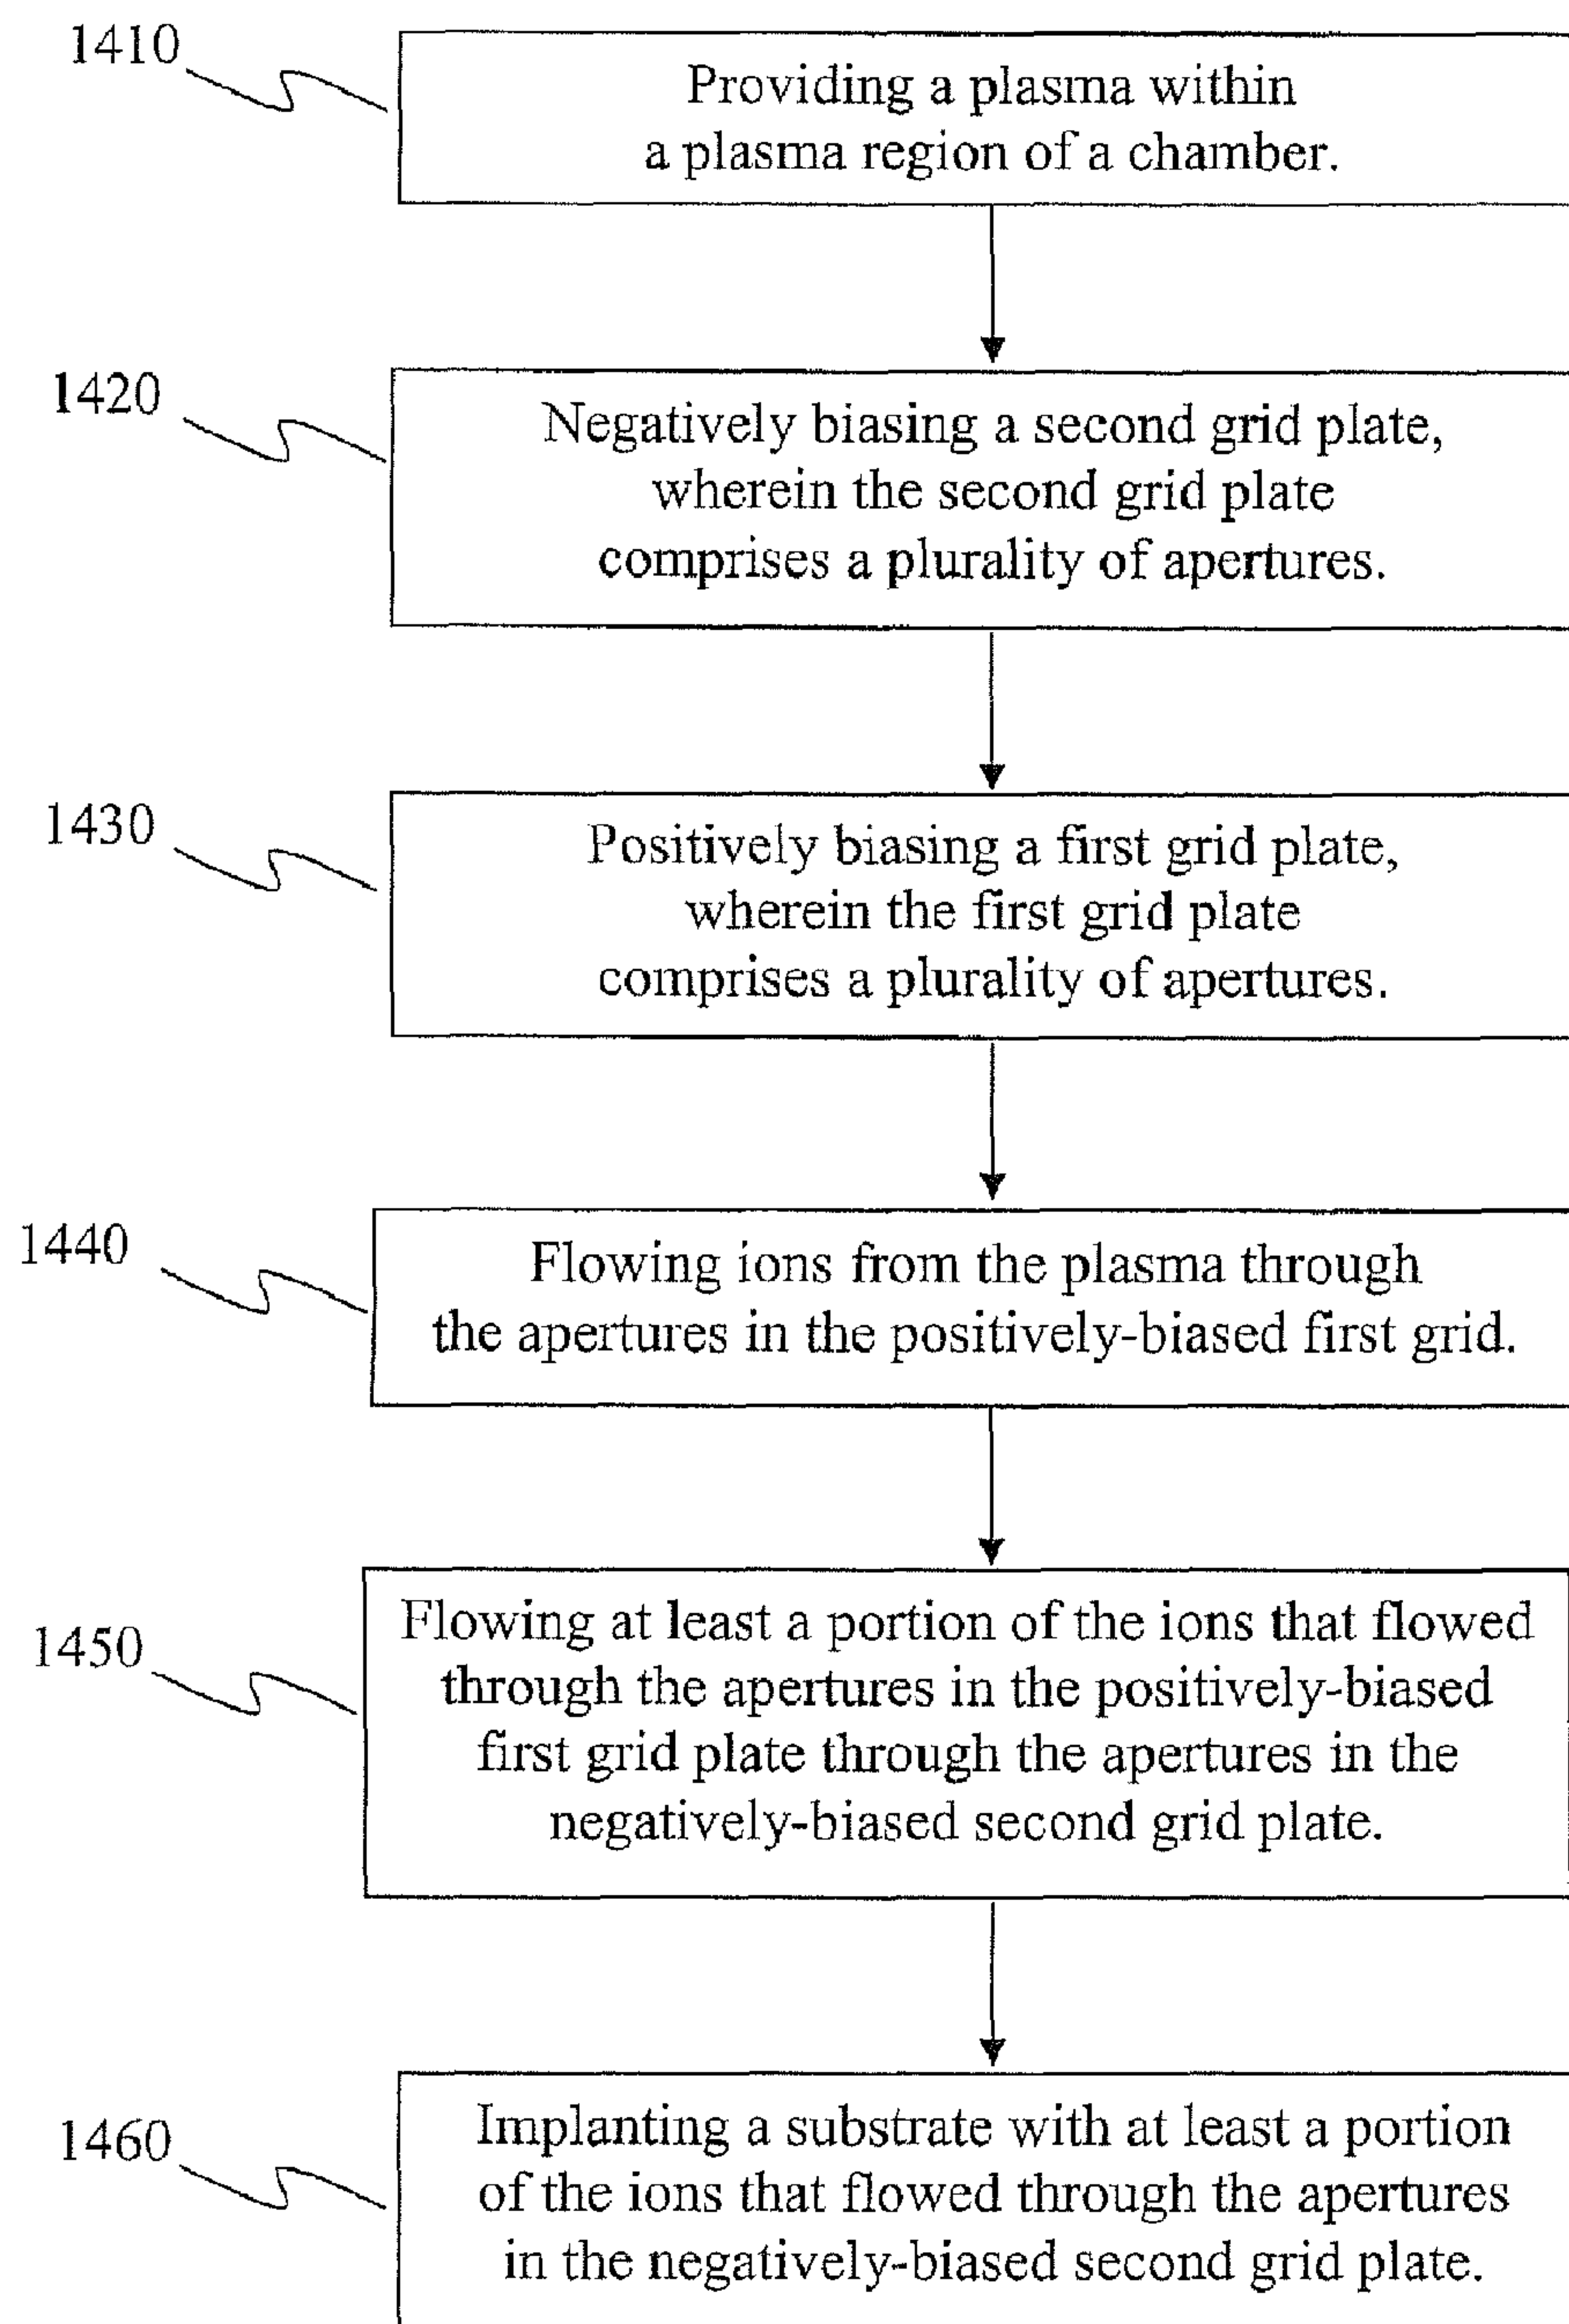 1410
Providing a plasma within
a plasma region of a chamber.
1420
Negatively biasing a second grid plate,
wherein the second grid plate
comprises a plurality of apertures.
1430
Positively biasing a first grid plate,
wherein the first grid plate
comprises a plurality of apertures.
1440
Flowing ions from the plasma through
the apertures in the positively-biased first grid.
1450
Flowing at least a portion of the ions that flowed
through the apertures in the positively-biased
first grid plate through the apertures in the
negatively-biased second grid plate.
1460
Implanting a substrate with at least a portion
of the ions that flowed through the apertures
in the negatively-biased second grid plate.